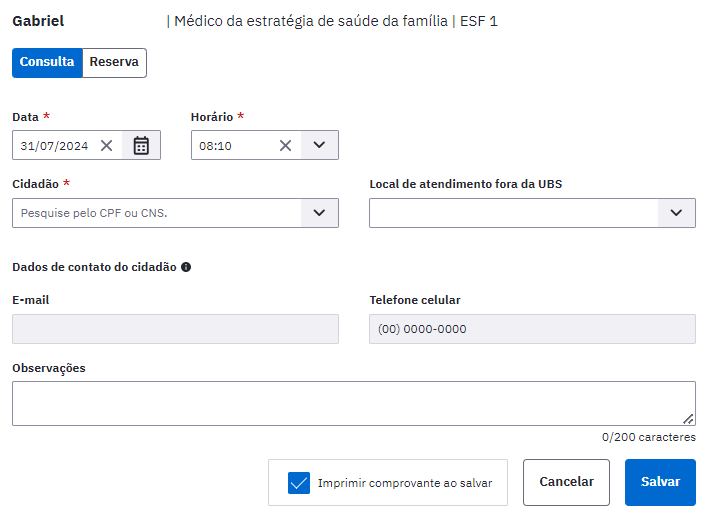 Gabriel | Médico da estratégia de saúde da família | ESF 1
Consulta Reserva
Data * Horário *
31/07/2024 08:10
Cidadão * Local de atendimento fora da UBS
Pesquise pelo CPF ou CNS.
Dados de contato do cidadão
E-mail Telefone celular
(00) 0000-0000
Observações
0/200 caracteres
Imprimir comprovante ao salvar Cancelar Salvar